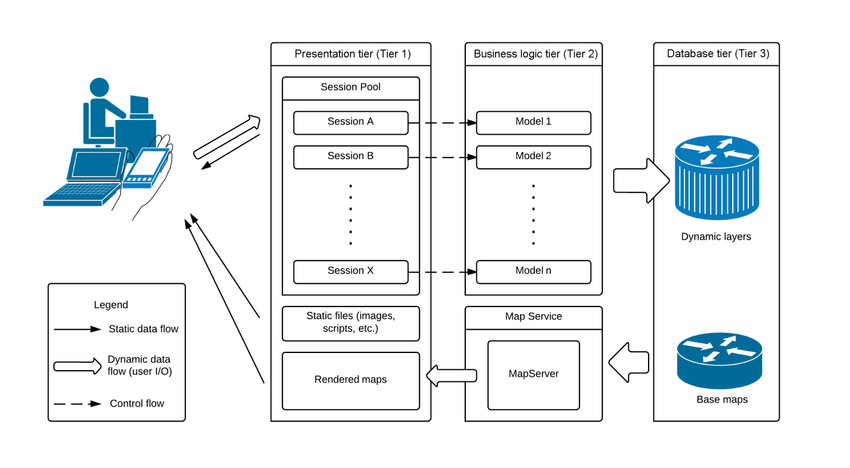 Presentation tier (Tier 1)
Business logic tier (Tier 2)
Database tier (Tier 3)
Session Pool
Session A
Model 1
Session B
Model 2
Dynamic layers
Session X
Model n
Legend
Static data flow
Dynamic data
flow (user I/O)
Control flow
Static files (images,
scripts, etc.)
Map Service
Rendered maps
MapServer
Base maps